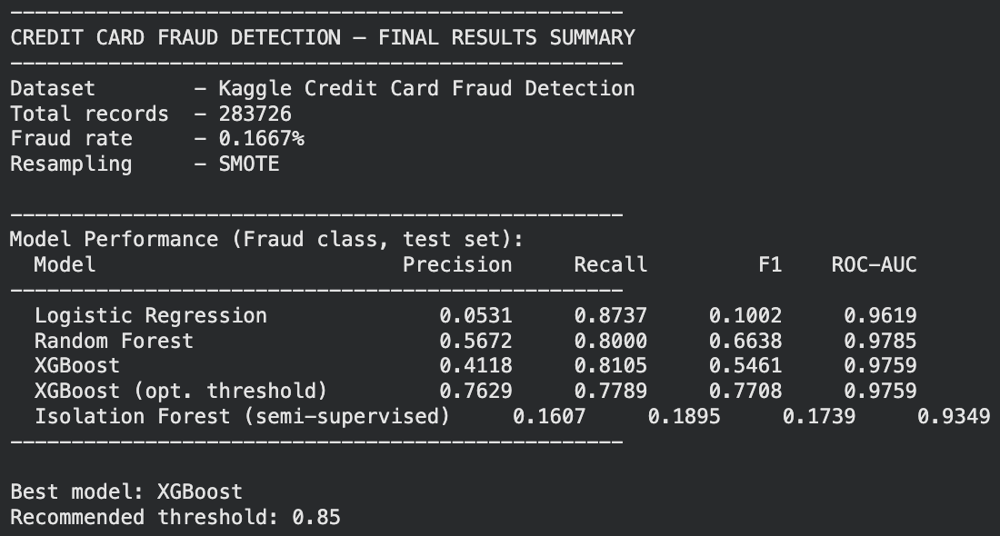 --------------------------------------------------
CREDIT CARD FRAUD DETECTION — FINAL RESULTS SUMMARY
--------------------------------------------------
Dataset        — Kaggle Credit Card Fraud Detection
Total records  — 283726
Fraud rate     — 0.1667%
Resampling     — SMOTE

--------------------------------------------------
Model Performance (Fraud class, test set):
  Model                         Precision     Recall         F1    ROC-AUC
--------------------------------------------------
  Logistic Regression              0.0531     0.8737     0.1002     0.9619
  Random Forest                    0.5672     0.8000     0.6638     0.9785
  XGBoost                          0.4118     0.8105     0.5461     0.9759
  XGBoost (opt. threshold)         0.7629     0.7789     0.7708     0.9759
  Isolation Forest (semi-supervised)     0.1607     0.1895     0.1739     0.9349
--------------------------------------------------

Best model: XGBoost
Recommended threshold: 0.85